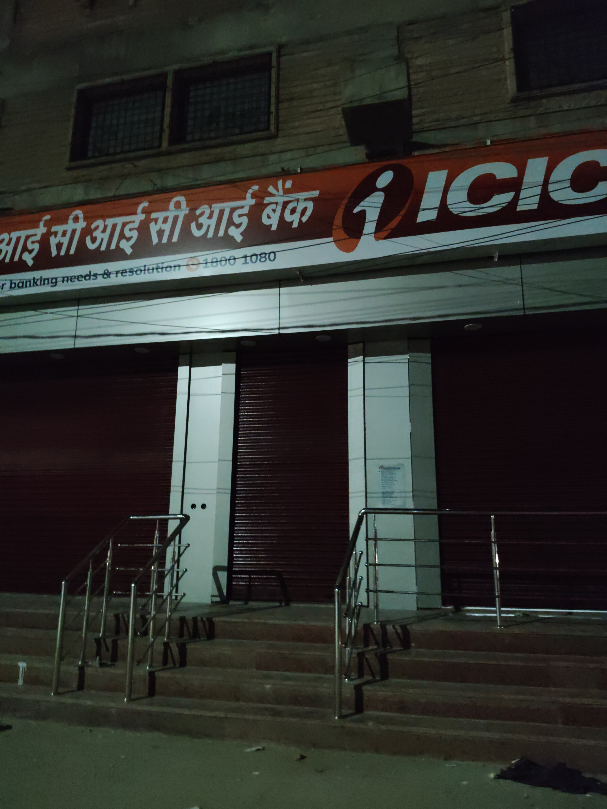 आई सी आई सी आई बैंक ICIC
banking needs & resolution 1800 1080